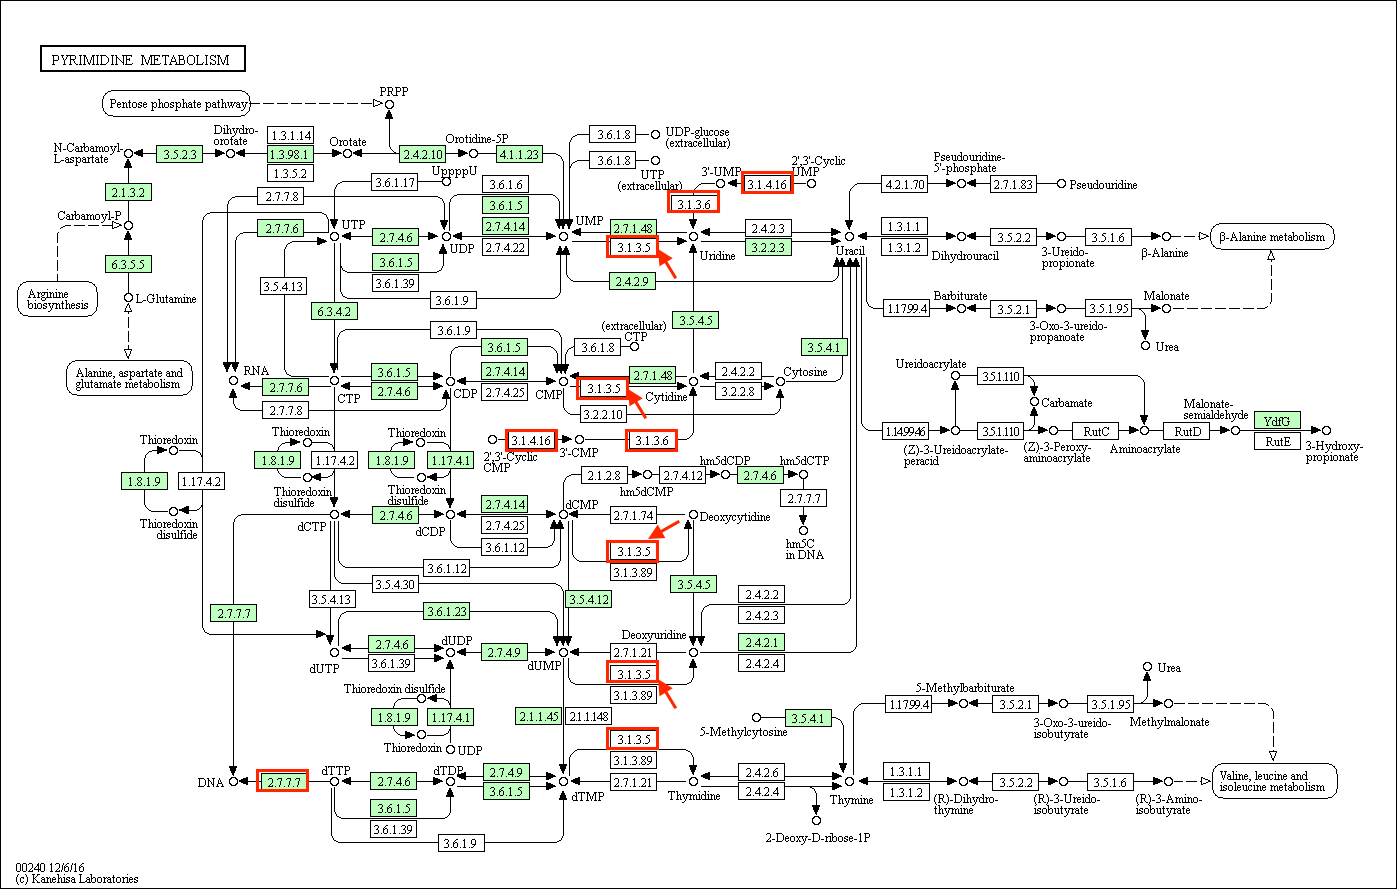 PYRIMIDINE METABOLISM
Pentose phosphate pathway
PRPP
N-Carbamoyl-
L-aspartate
3.5.2.3
Dihydro-
orotate
1.3.1.14
1.3.98.1
1.3.5.2
Orotate
2.4.2.10
Orotidine-5P
4.1.1.23
3.6.1.8
UDP-glucose
(extracellular)
3.6.1.8
UTP
(extracellular)
2.1.3.2
Carbamoyl-P
6.3.5.5
L-Glutamine
Arginine
biosynthesis
Alanine, aspartate and
glutamate metabolism
3.6.1.17
UppppU
2.7.7.8
3.6.1.6
3.6.1.5
2.7.7.6
UTP
2.7.4.6
UDP
2.7.4.14
2.7.4.22
3.6.1.5
3.6.1.39
3.6.1.9
UMP
2.7.1.48
3.1.3.5
2.4.2.9
3'-UMP
3.1.4.16
2',3'-Cyclic
UMP
3.1.3.6
Uridine
2.4.2.3
3.2.2.3
Uracil
4.2.1.70
Pseudouridine-
5'-phosphate
2.7.1.83
Pseudouridine
1.3.1.1
1.3.1.2
Dihydrouracil
3.5.2.2
3-Ureido-
propionate
3.5.1.6
β-Alanine
β-Alanine metabolism
1.1.99.4
Barbiturate
3.5.2.1
3-Oxo-3-ureido-
propanoate
3.5.1.95
Malonate
Urea
3.5.4.13
6.3.4.2
3.6.1.9
(extracellular)
CTP
3.6.1.8
3.5.4.5
3.5.4.1
RNA
2.7.7.6
2.7.7.8
CTP
3.6.1.5
2.7.4.6
CDP
3.6.1.5
2.7.4.14
2.7.4.25
CMP
2.7.1.48
3.1.3.5
3.2.2.10
Cytidine
2.4.2.2
3.2.2.8
Cytosine
Ureidoacrylate
3.5.1.110
Carbamate
1.14.99.46
(Z)-3-Ureidoacrylate-
peracid
3.5.1.110
(Z)-3-Peroxy-
aminoacrylate
RutC
Aminoacrylate
RutD
Malonate-
semialdehyde
YdfG
RutE
3-Hydroxy-
propionate
3.1.4.16
2',3'-Cyclic
CMP
3'-CMP
3.1.3.6
Thioredoxin
1.8.1.9
1.17.4.2
Thioredoxin
disulfide
Thioredoxin
1.8.1.9
1.17.4.2
Thioredoxin
disulfide
Thioredoxin
1.8.1.9
1.17.4.1
Thioredoxin
disulfide
2.1.2.8
hm5dCMP
2.7.4.12
hm5dCDP
2.7.4.6
hm5dCTP
2.7.7.7
hm5C
in DNA
dCTP
2.7.4.6
dCDP
2.7.4.14
2.7.4.25
3.6.1.12
3.6.1.12
dCMP
2.7.1.74
Deoxycytidine
3.1.3.5
3.1.3.89
3.5.4.30
3.5.4.13
3.5.4.12
3.5.4.5
2.7.7.7
3.6.1.23
2.4.2.2
2.4.2.3
2.4.2.1
2.4.2.4
dUTP
2.7.4.6
3.6.1.39
dUDP
2.7.4.9
dUMP
Deoxyuridine
2.7.1.21
3.1.3.5
3.1.3.89
Thioredoxin disulfide
1.8.1.9
1.17.4.1
Thioredoxin
UDP
2.1.1.45
2.1.1.148
5-Methylcytosine
3.5.4.1
1.1.99.4
5-Methylbarbiturate
3.5.2.1
3-Oxo-3-ureido-
isobutyrate
3.5.1.95
Urea
Methylmalonate
3.1.3.5
3.1.3.89
2.7.1.21
DNA
2.7.7.7
dTTP
2.7.4.6
3.6.1.5
3.6.1.39
3.6.1.9
dTDP
2.7.4.9
3.6.1.5
dTMP
Thymidine
2.4.2.6
2.4.2.4
2-Deoxy-D-ribose-1P
Thymine
1.3.1.1
1.3.1.2
(R)-Dihydro-
thymine
3.5.2.2
(R)-3-Ureido-
isobutyrate
3.5.1.6
(R)-3-Amino-
isobutyrate
Valine, leucine and
isoleucine metabolism
00240 12/6/16
(c) Kanehisa Laboratories